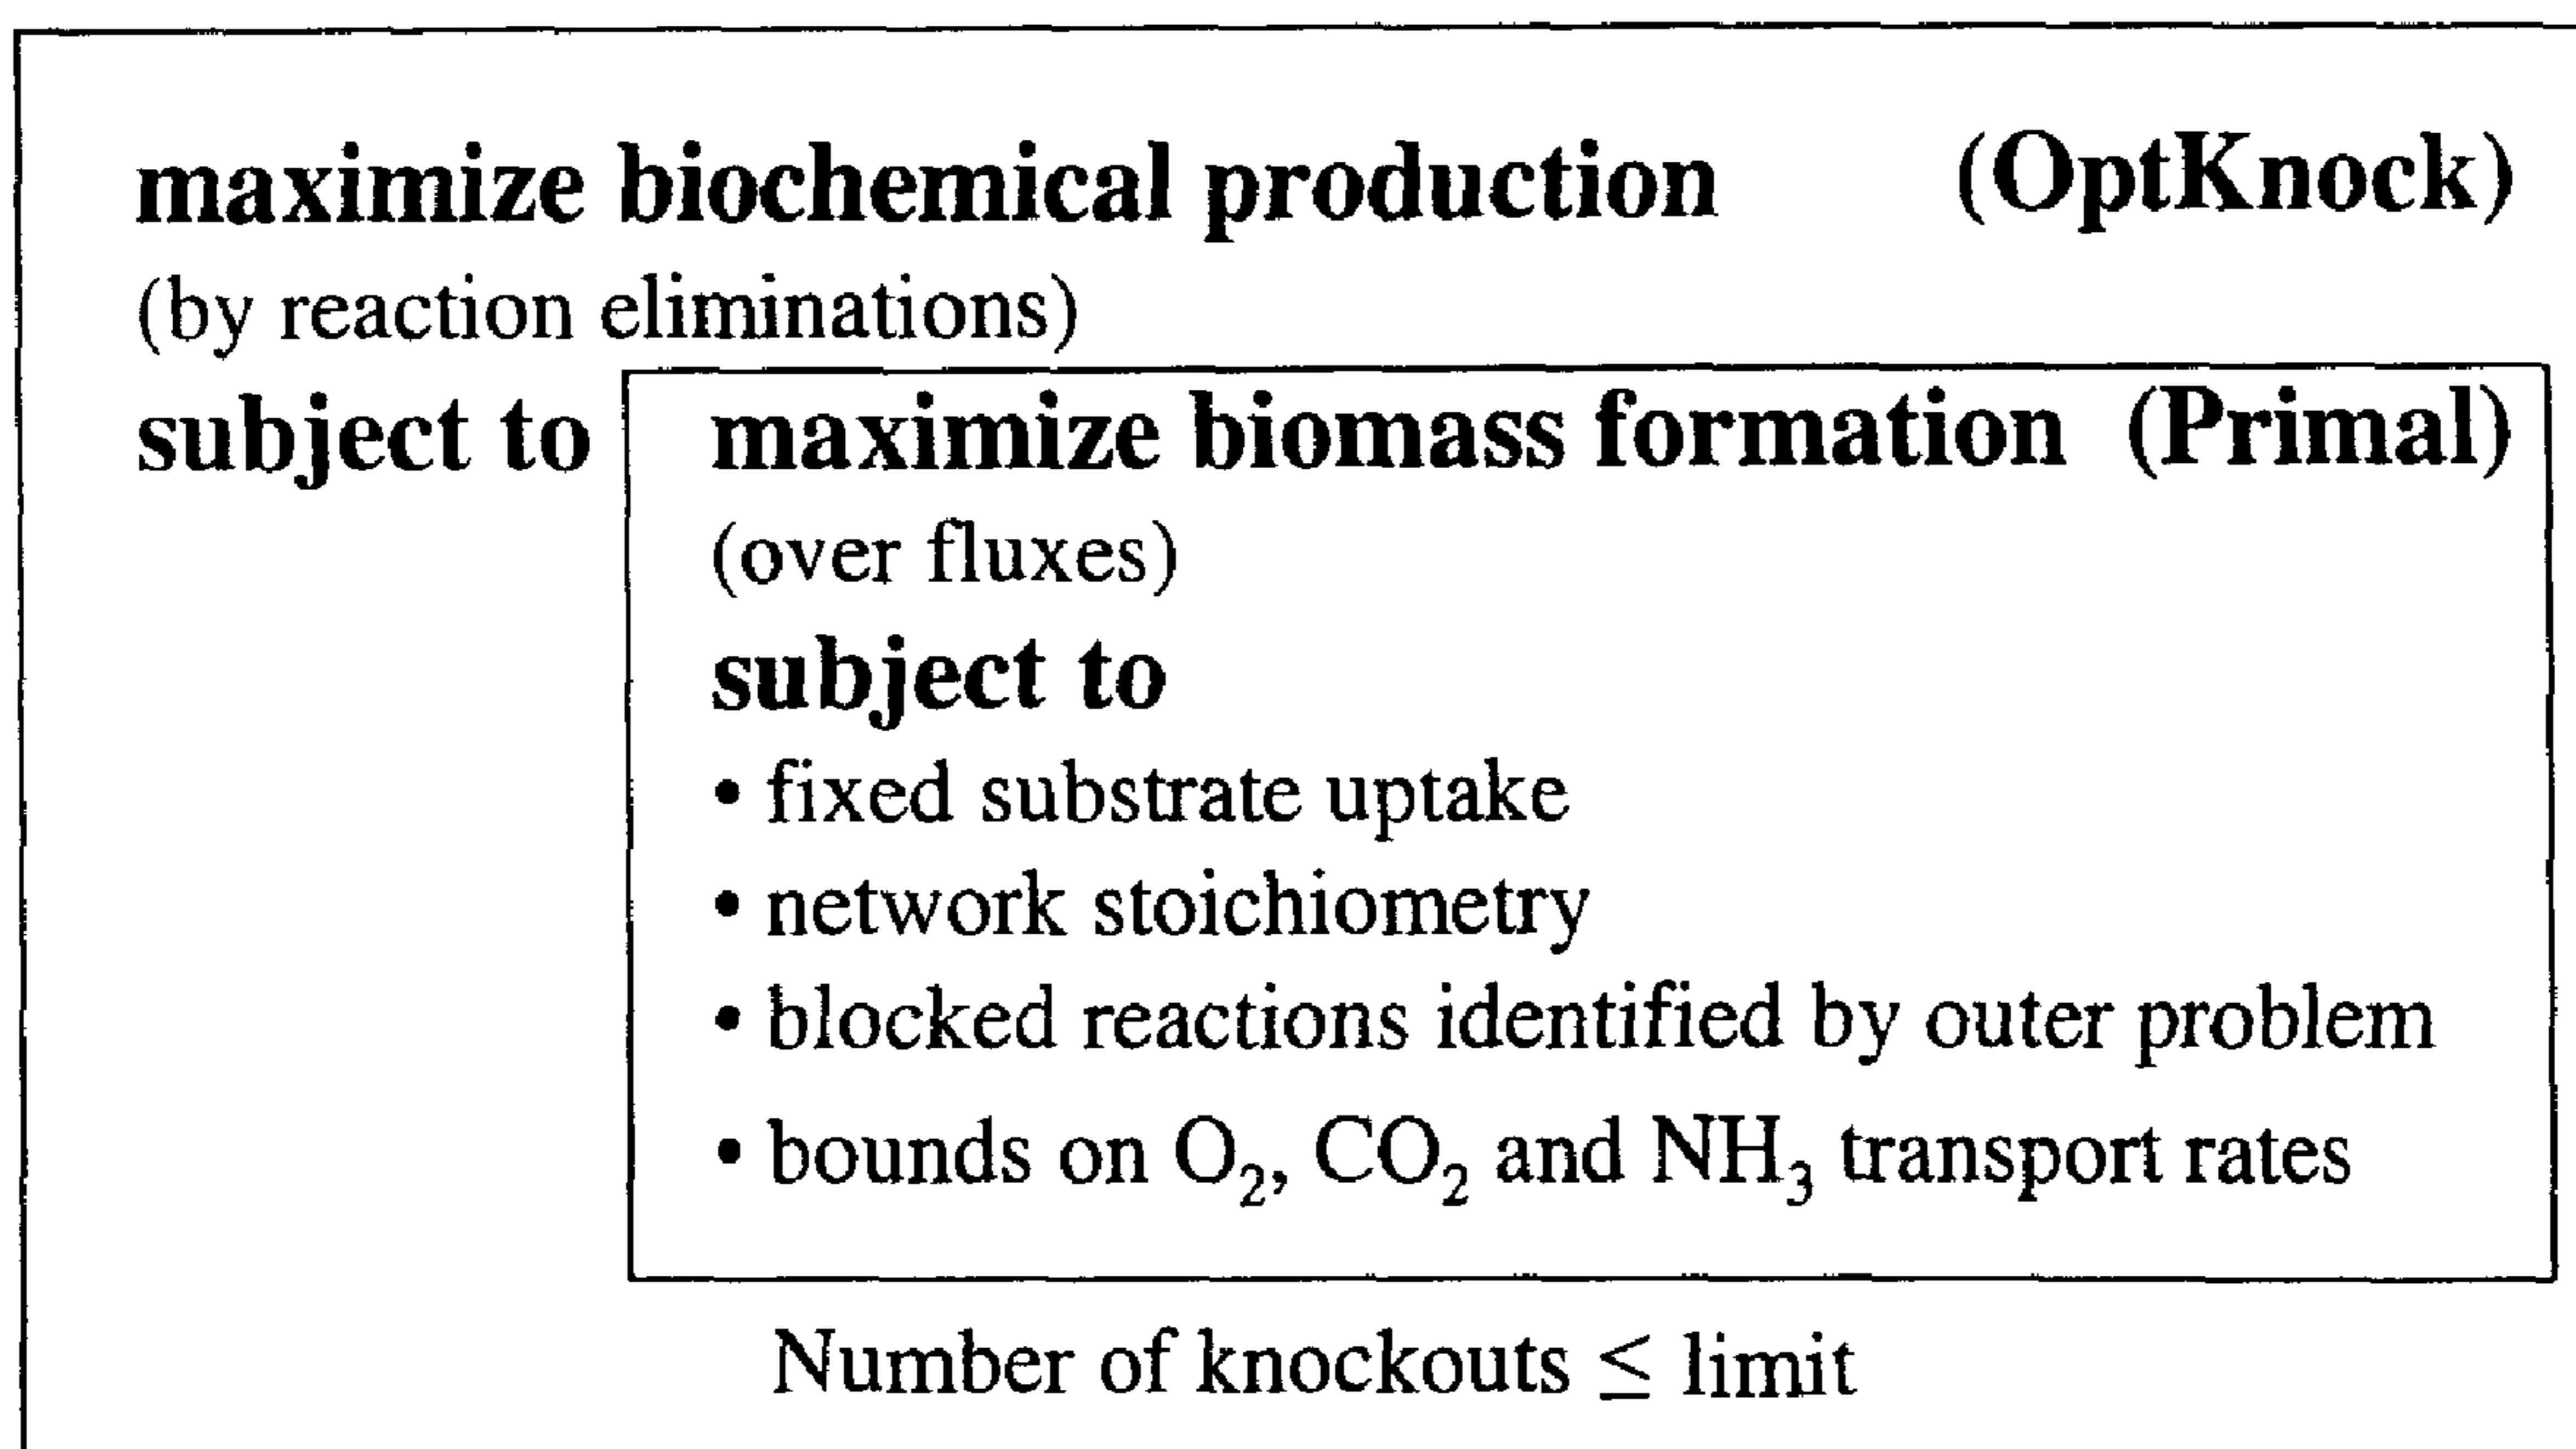 maximize biochemical production (OptKnock)
(by reaction eliminations)
subject to maximize biomass formation (Primal)
(over fluxes)
subject to
• fixed substrate uptake
• network stoichiometry
• blocked reactions identified by outer problem
• bounds on O₂, CO₂ and NH₃ transport rates
Number of knockouts ≤ limit